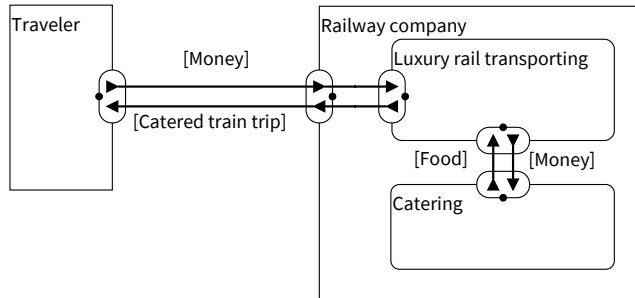 Traveler
Railway company
[Money]
Luxury rail transporting
[Catered train trip]
[Food]
[Money]
Catering